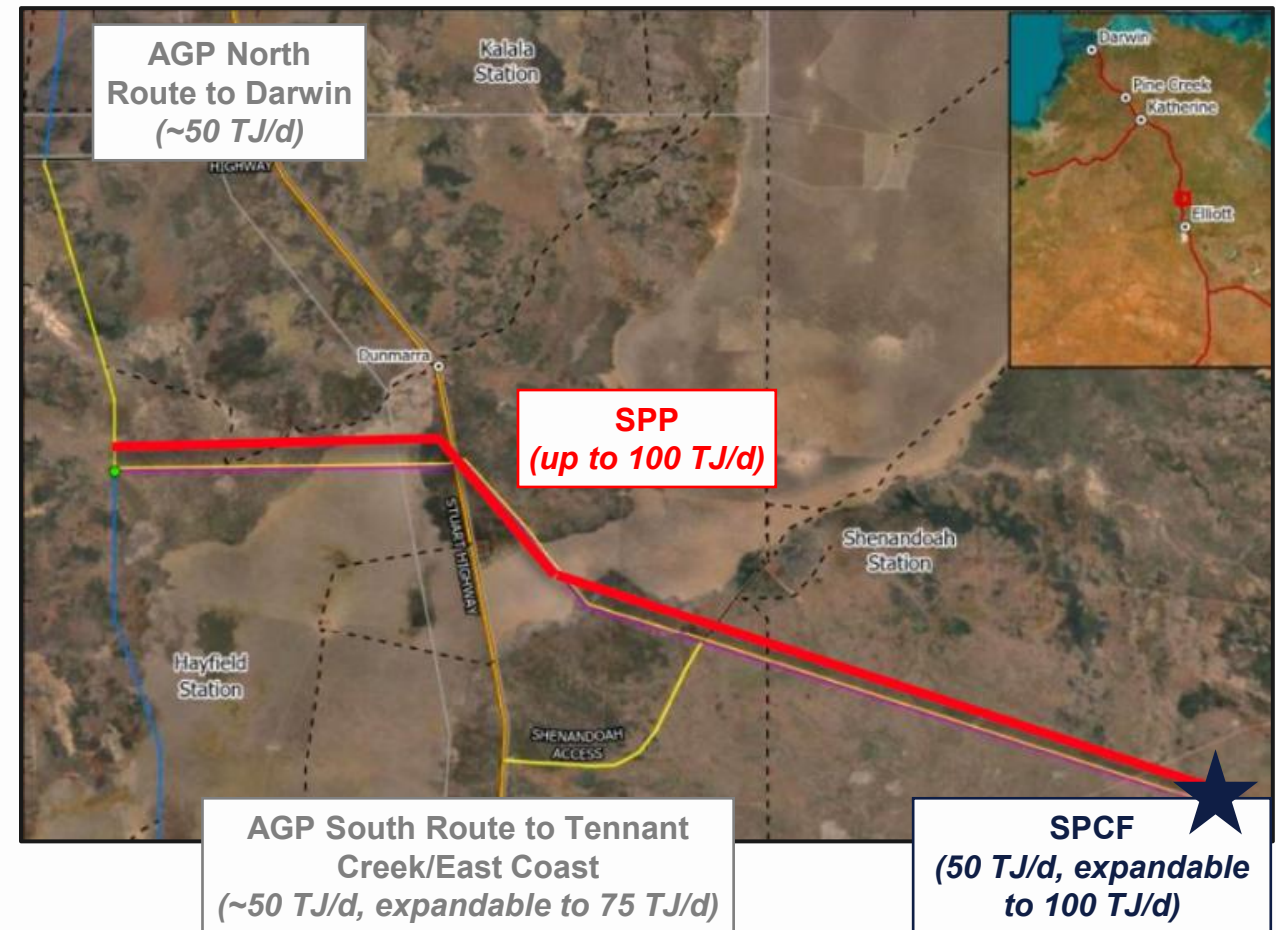 AGP North
Route to Darwin
(~50 TJ/d)
Kalala
Station
Darwin
Pine Creek
Katherine
Elliott
HIGHWAY
Dunmarra
SPP
(up to 100 TJ/d)
STUART HIGHWAY
Shenandoah
Station
Hayfield
Station
SHENANDOAH
ACCESS
AGP South Route to Tennant
Creek/East Coast
(~50 TJ/d, expandable to 75 TJ/d)
SPCF
(50 TJ/d, expandable
to 100 TJ/d)